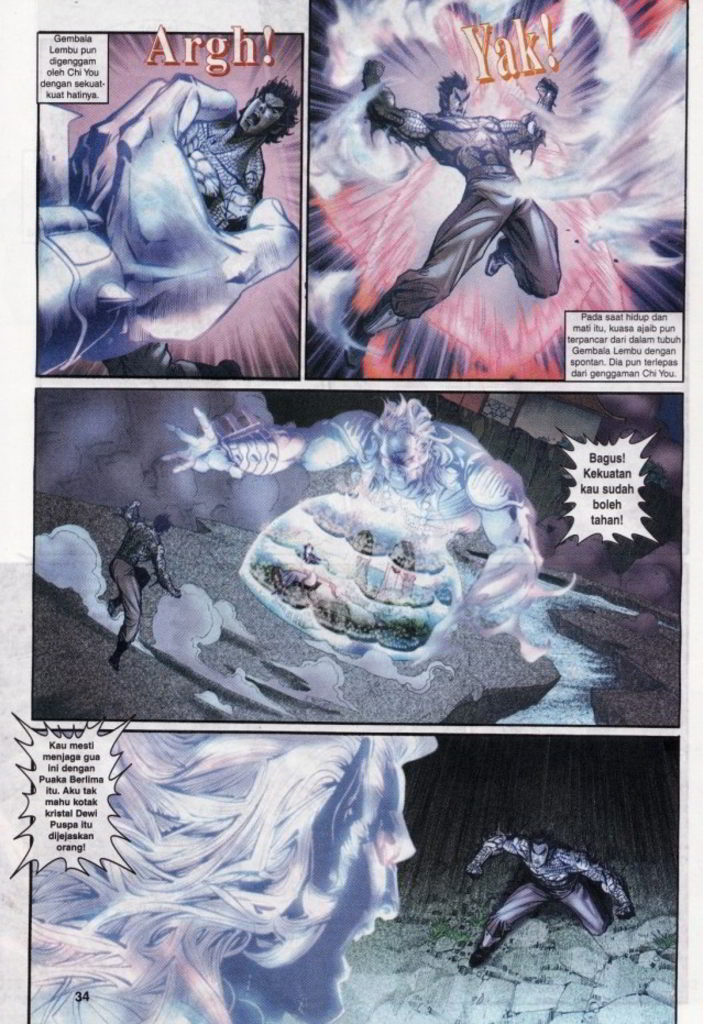 Gembala
Lembu pun
digenggam
oleh Chi You
dengan sekuat-
kuat hatinya.
Argh!
Yak!
Pada saat hidup dan
mati itu, kuasa ajaib pun
terpancar dari dalam tubuh
Gembala Lembu dengan
spontan. Dia pun terlepas
dari genggaman Chi You.
Bagus!
Kekuatan
kau sudah
boleh
tahan!
Kau mesti
menjaga gua
ini dengan
Puaka Berlima
itu. Aku tak
mahu kotak
kristal Dewi
Puspa itu
dijejaskan
orang!
34